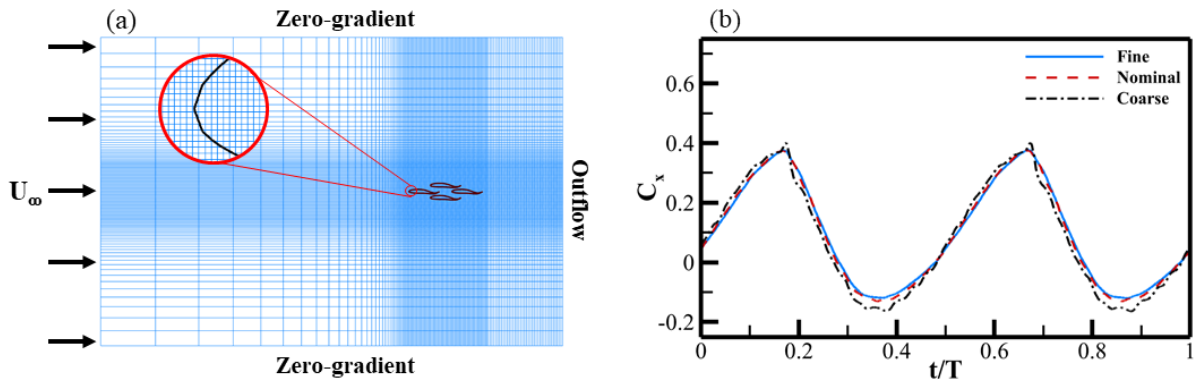 (a)
Zero-gradient
U∞
Outflow
Zero-gradient
(b)
Fine
Nominal
Coarse
Cx
0.6
0.4
0.2
0
-0.2
0
0.2
0.4
0.6
0.8
1
t/T